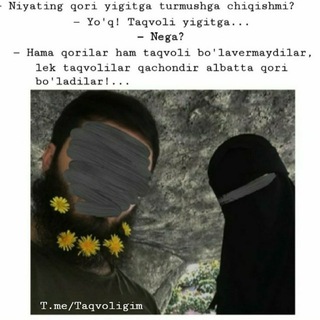 - Niyating qori yigitga turmushga chiqishmi?
- Yo'q! Taqvoli yigitga...
- Nega?
- Hama qorilar ham taqvoli bo'lavermaydilar,
lek taqvolilar qachondir albatta qori
bo'ladilar!...
T.me/Taqvoligim